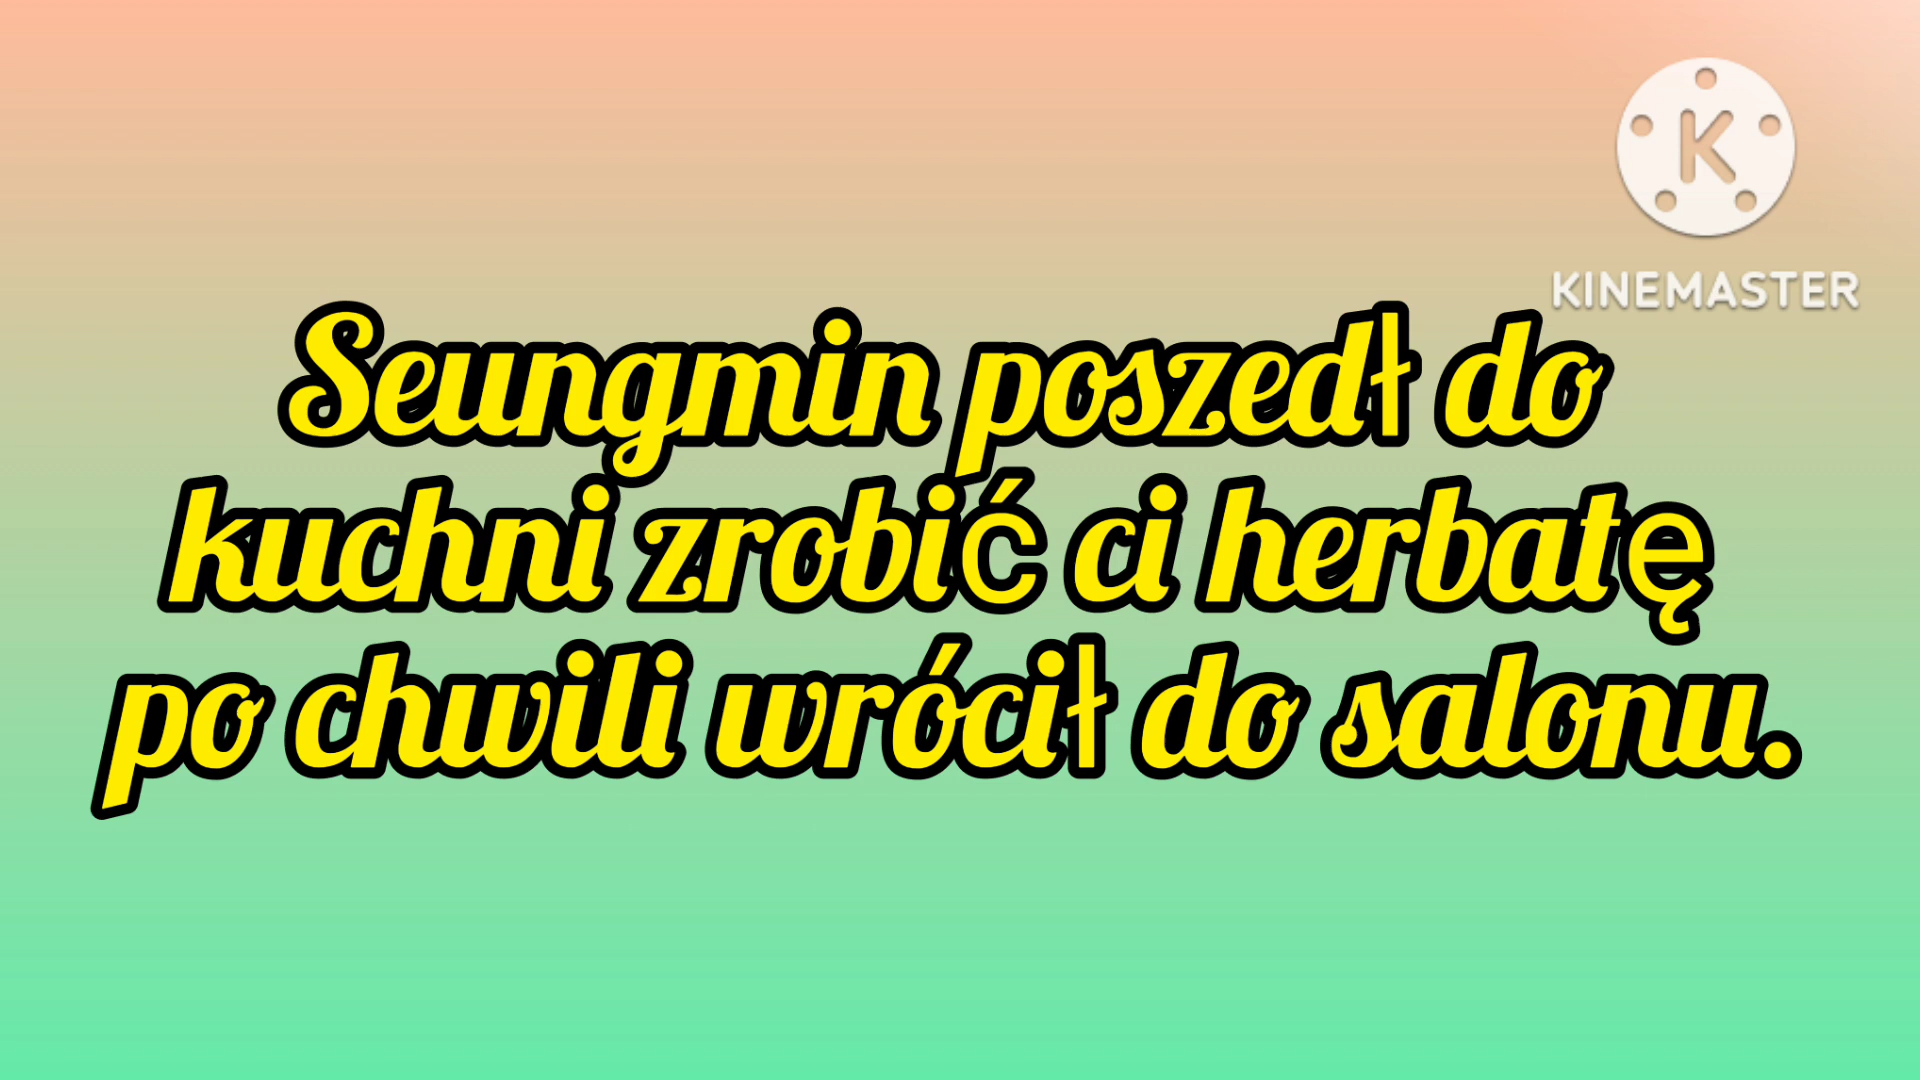 K
KINEMASTER
Seungmin poszedł do
kuchni zrobić ci herbatę
po chwili wrócił do salonu.